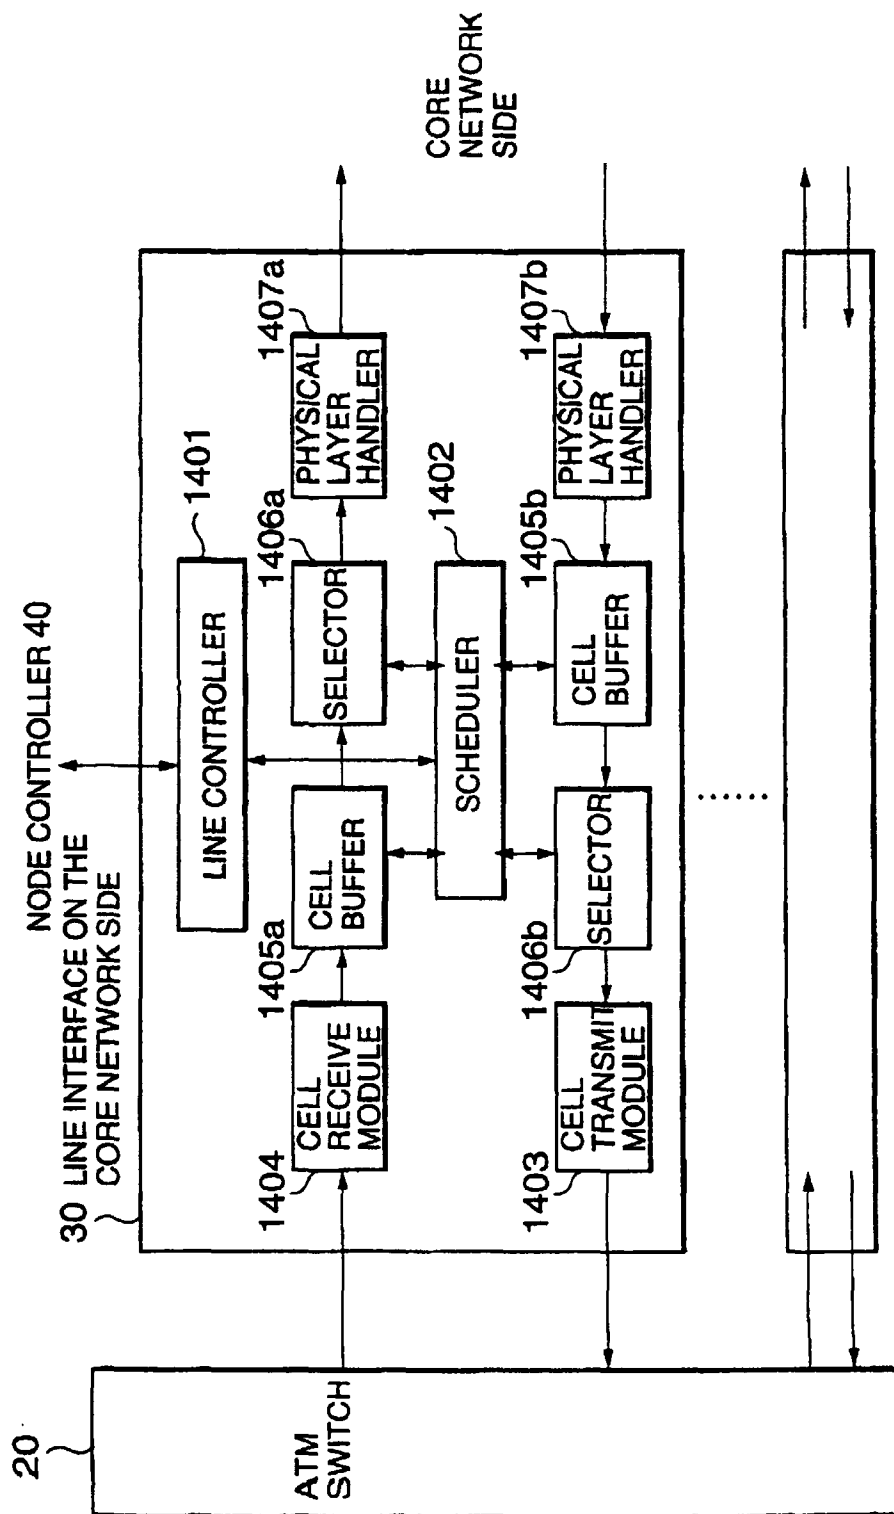 NODE CONTROLLER 40
30 LINE INTERFACE ON THE
CORE NETWORK SIDE
20
ATM
SWITCH
LINE CONTROLLER
1401
1404
CELL
RECEIVE
MODULE
1405a
CELL
BUFFER
SELECTOR
1406a
PHYSICAL
LAYER
HANDLER
1407a
SCHEDULER
1402
CORE
NETWORK
SIDE
1403
CELL
TRANSMIT
MODULE
1406b
SELECTOR
CELL
BUFFER
1405b
PHYSICAL
LAYER
HANDLER
1407b